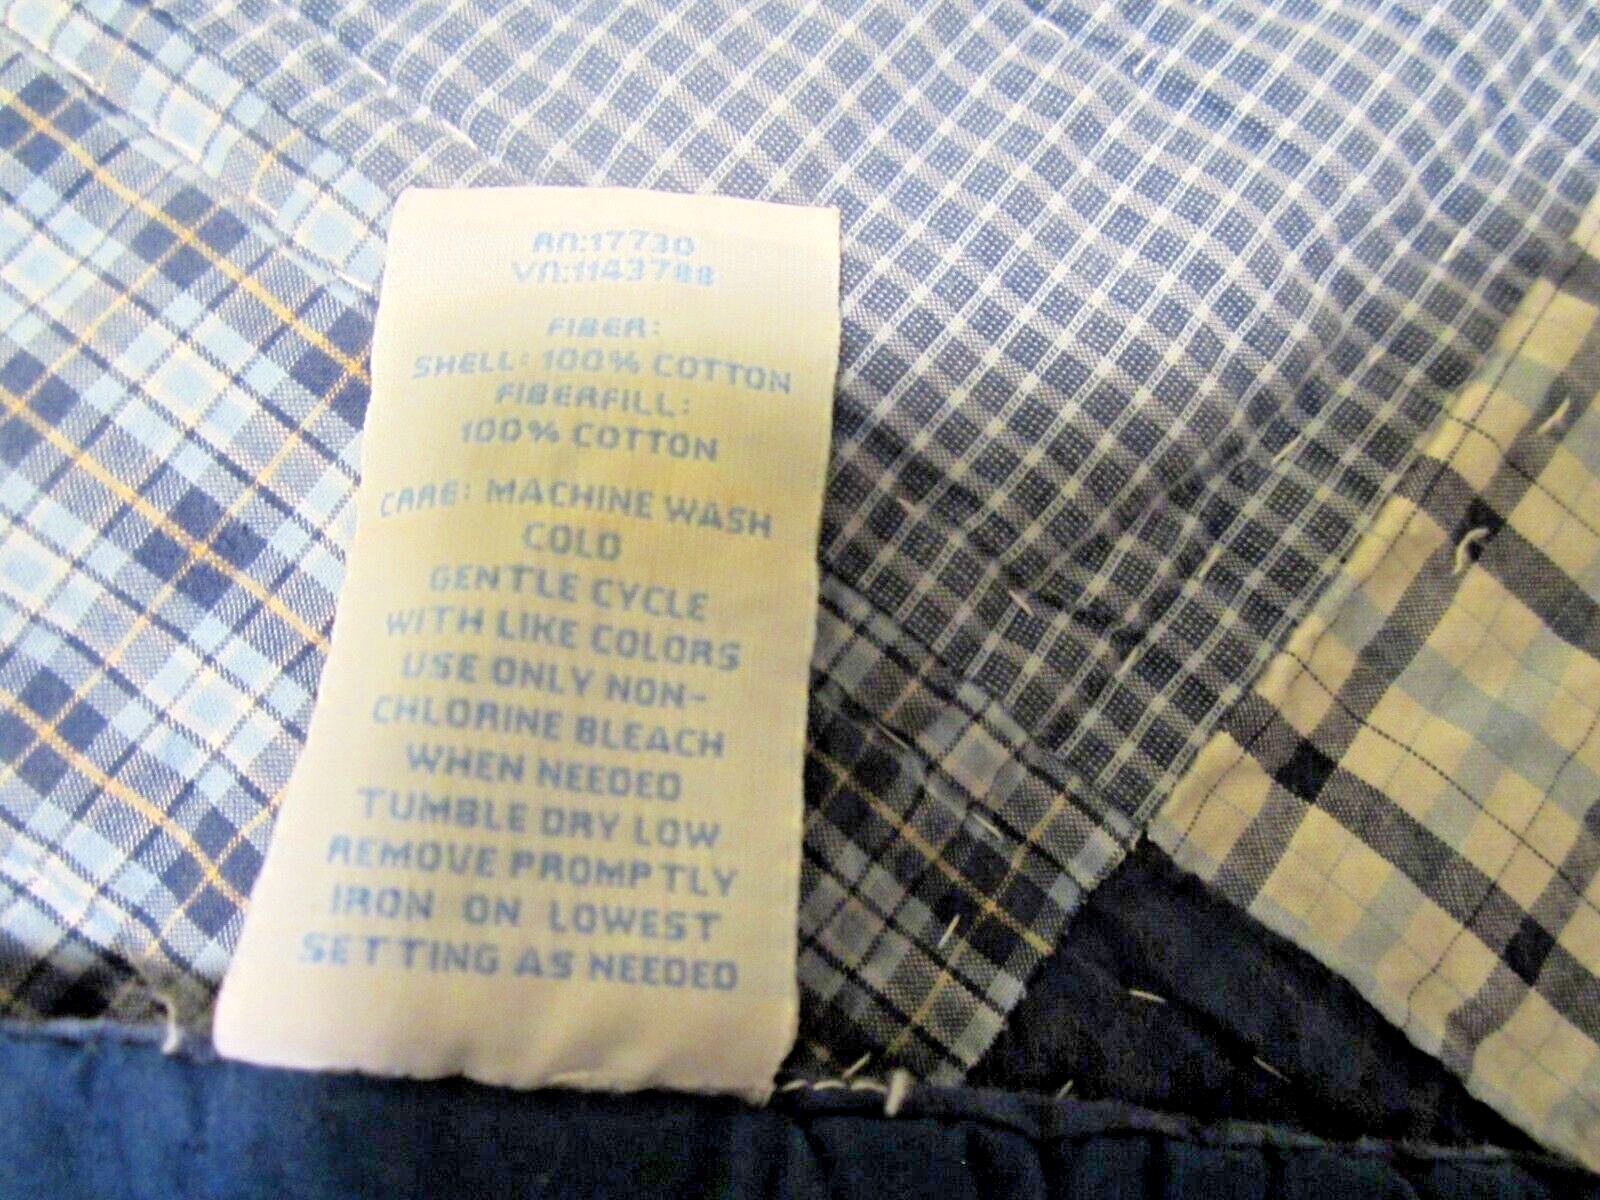 RN:17730
VN:1143788
FIBER:
SHELL: 100% COTTON
FIBERFILL:
100% COTTON
CARE: MACHINE WASH
COLD
GENTLE CYCLE
WITH LIKE COLORS
USE ONLY NON-
CHLORINE BLEACH
WHEN NEEDED
TUMBLE DRY LOW
REMOVE PROMPTLY
IRON ON LOWEST
SETTING AS NEEDED